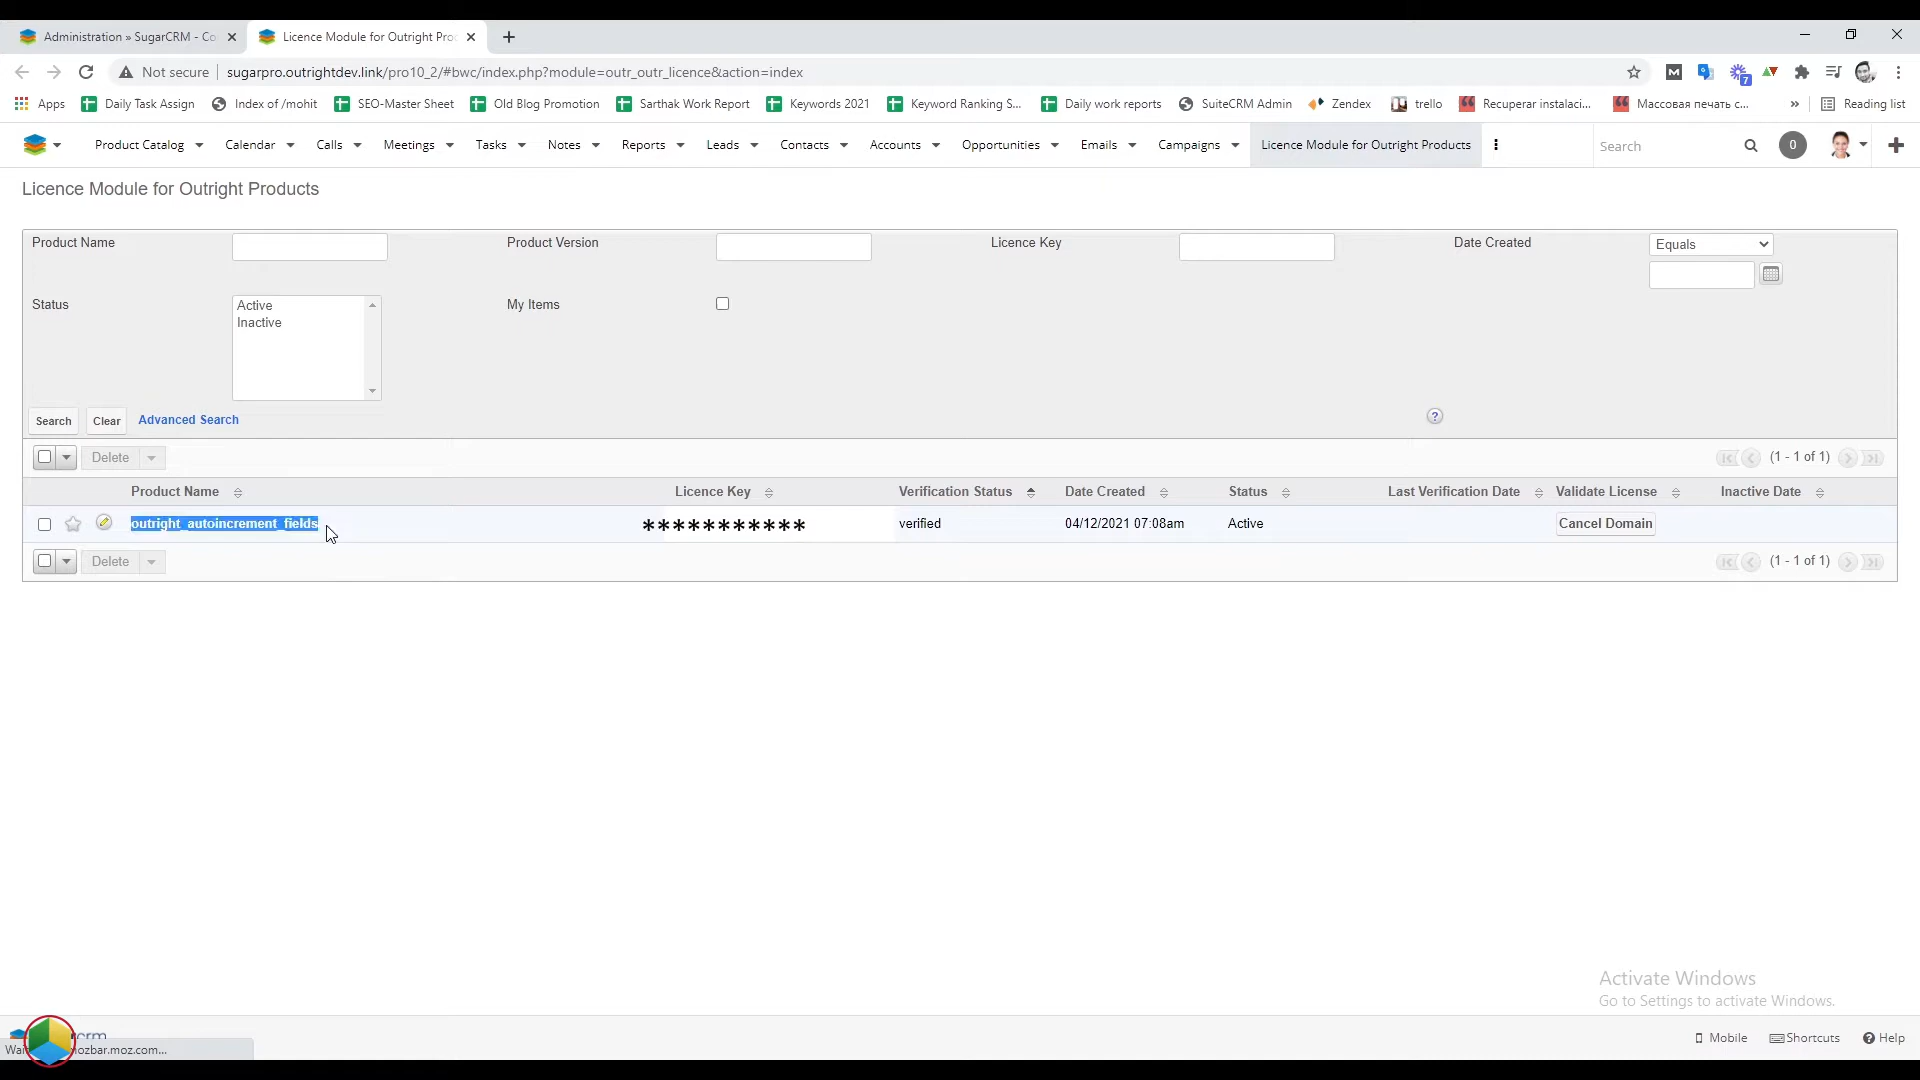 Administration » SugarCRM - Co
Licence Module for Outright Pro
Not secure
sugarpro.outrightdev.link/pro10_2/#bwc/index.php?module=outr_outr_licence&action=index
M
7
Apps
Daily Task Assign
Index of /mohit
SEO-Master Sheet
Old Blog Promotion
Sarthak Work Report
Keywords 2021
Keyword Ranking S...
Daily work reports
SuiteCRM Admin
Zendex
trello
Recuperar instalaci...
Массовая печать с...
»
Reading list
Product Catalog
Calendar
Calls
Meetings
Tasks
Notes
Reports
Leads
Contacts
Accounts
Opportunities
Emails
Campaigns
Licence Module for Outright Products
Search
0
Licence Module for Outright Products
Product Name
Product Version
Licence Key
Date Created
Equals
Status
Active
Inactive
My Items
Search
Clear
Advanced Search
?
Delete
(1 - 1 of 1)
Product Name
Licence Key
Verification Status
Date Created
Status
Last Verification Date
Validate License
Inactive Date
outright_autoincrement_fields
***********
verified
04/12/2021 07:08am
Active
Cancel Domain
Delete
(1 - 1 of 1)
Activate Windows
Go to Settings to activate Windows.
Mobile
Shortcuts
Help